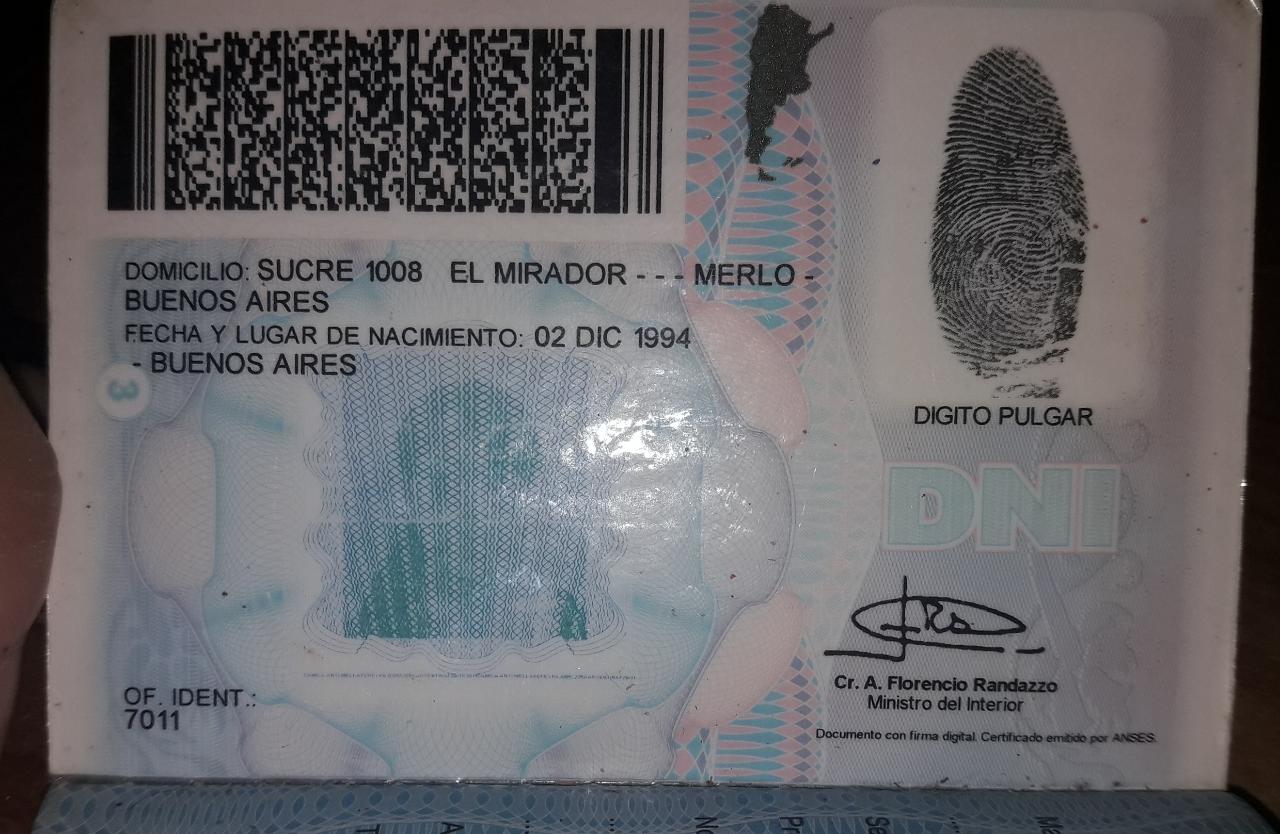 DOMICILIO: SUCRE 1008 EL MIRADOR - - - MERLO -
BUENOS AIRES
FECHA Y LUGAR DE NACIMIENTO: 02 DIC 1994
- BUENOS AIRES
3
OF. IDENT.:
7011
DIGITO PULGAR
DNI
Cr. A. Florencio Randazzo
Ministro del Interior
Documento con firma digital. Certificado emitido por ANSES.